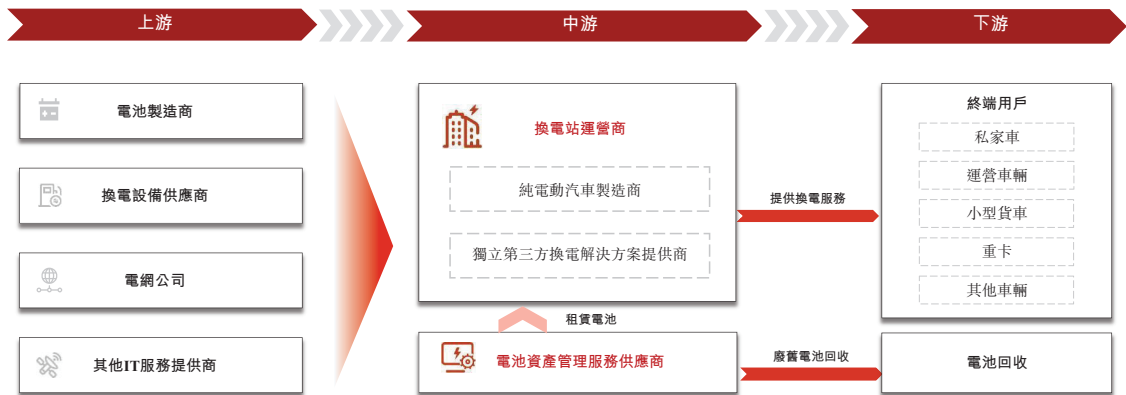 上游
中游
下游
電池製造商
換電設備供應商
電網公司
其他IT服務提供商
換電站運營商
純電動汽車製造商
獨立第三方換電解決方案提供商
租賃電池
電池資產管理服務供應商
提供換電服務
廢舊電池回收
終端用戶
私家車
運營車輛
小型貨車
重卡
其他車輛
電池回收